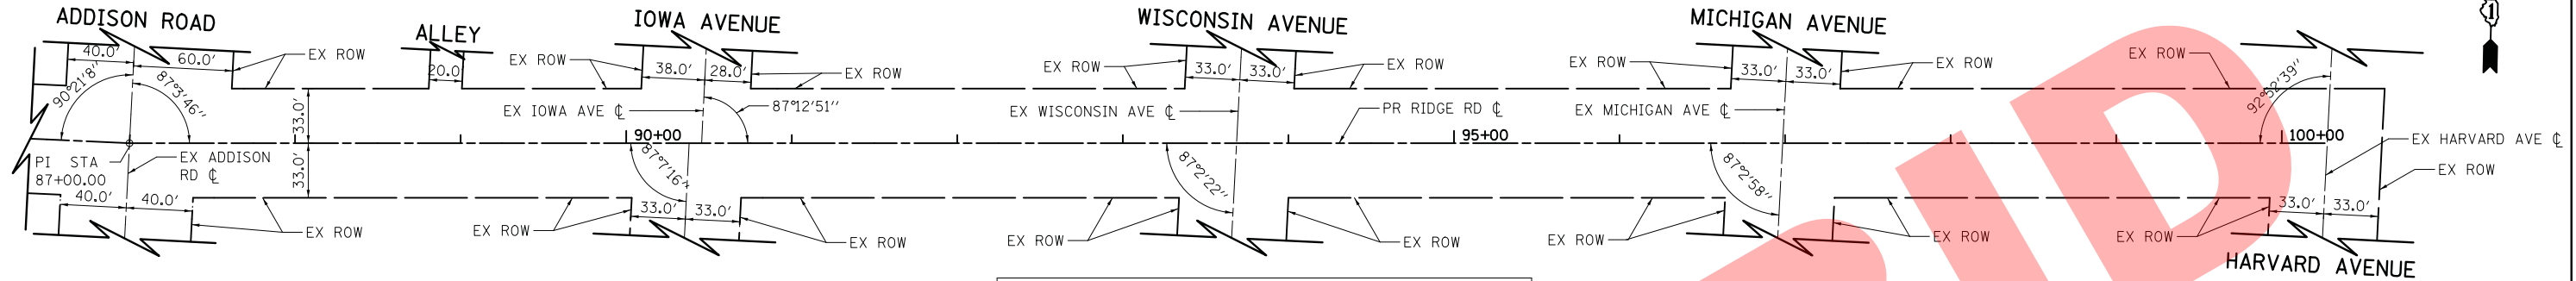 ADDISON ROAD
ALLEY
IOWA AVENUE
WISCONSIN AVENUE
MICHIGAN AVENUE
1
40.0'
60.0'
EX ROW
20.0
EX ROW
38.0'
28.0'
EX ROW
EX ROW
33.0'
33.0'
EX ROW
EX ROW
33.0'
33.0'
EX ROW
EX ROW
90°21'8"
87°3'46"
33.0'
EX IOWA AVE ℄
87°12'51"
EX WISCONSIN AVE ℄
PR RIDGE RD ℄
EX MICHIGAN AVE ℄
92°52'39"
90+00
95+00
100+00
EX HARVARD AVE ℄
PI STA
87+00.00
EX ADDISON
RD ℄
33.0'
87°7'16"
87°2'22"
87°2'58"
EX ROW
40.0'
40.0'
EX ROW
EX ROW
33.0'
33.0'
EX ROW
EX ROW
EX ROW
EX ROW
EX ROW
EX ROW
33.0'
33.0'
HARVARD AVENUE
ID